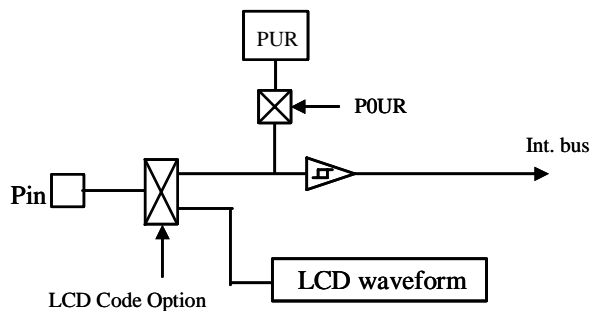 PUR
P0UR
Int. bus
Pin
LCD waveform
LCD Code Option